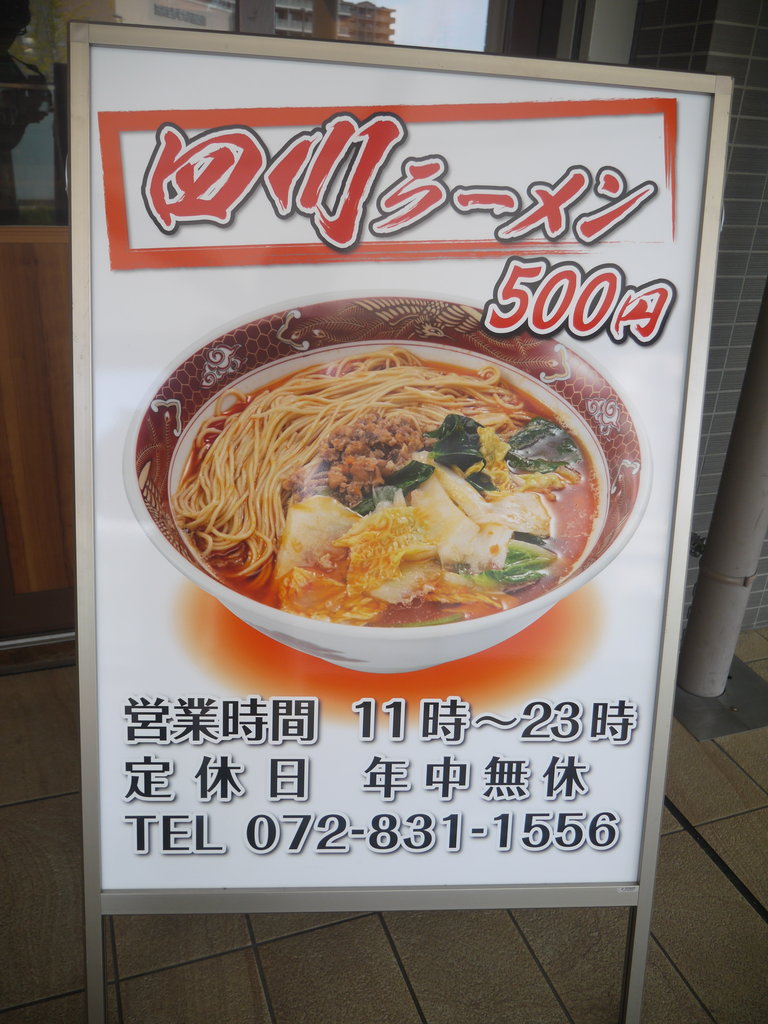 四川ラーメン
500円
営業時間 11時～23時
定休日 年中無休
TEL 072-831-1556